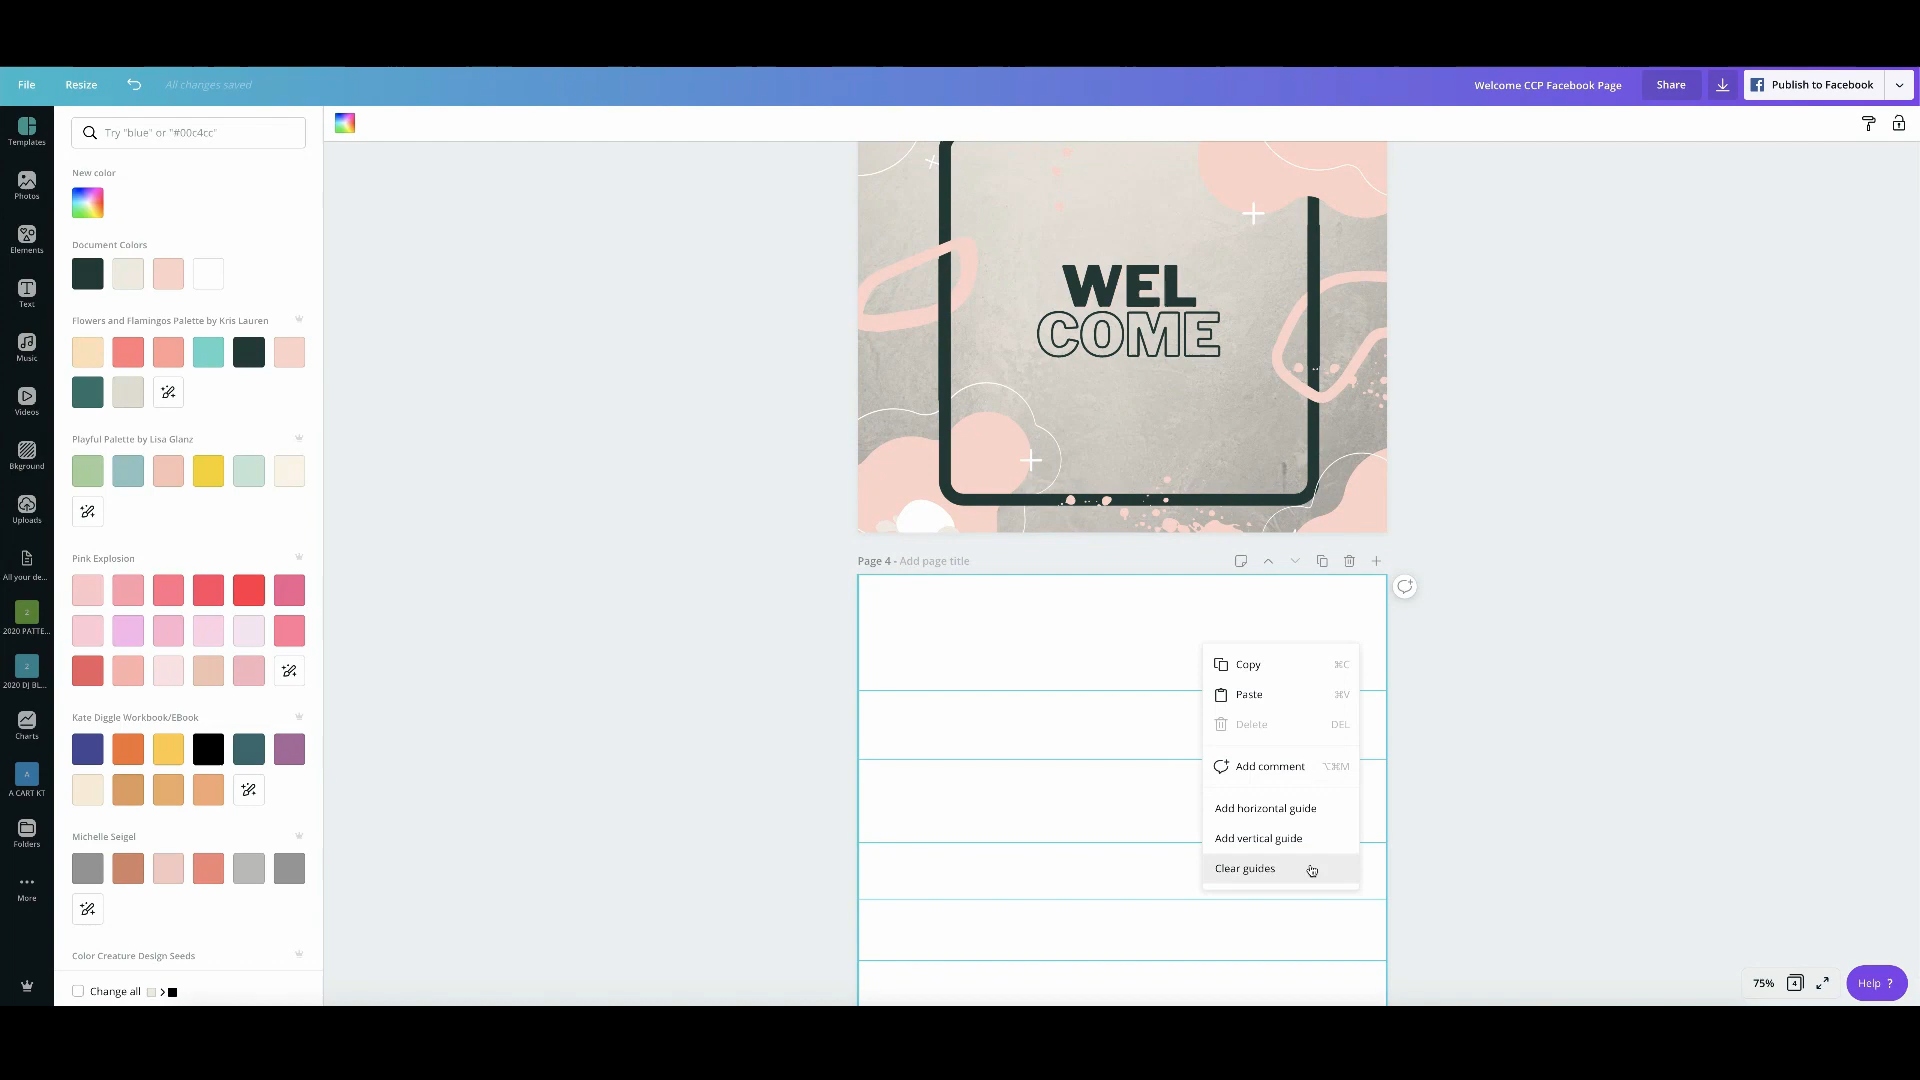 File Resize All changes saved Welcome CCP Facebook Page Share Publish to Facebook
Templates
Photos
Elements
Text
Music
Videos
Bkground
Uploads
All your de...
2
2020 PATTE...
2
2020 DJ BL...
Charts
A
A CART KT
Folders
More
Try "blue" or "#00c4cc"
New color
Document Colors
Flowers and Flamingos Palette by Kris Lauren
Playful Palette by Lisa Glanz
Pink Explosion
Kate Diggle Workbook/EBook
Michelle Seigel
Color Creature Design Seeds
Change all
WEL
COME
Page 4 - Add page title
Copy ⌘C
Paste ⌘V
Delete DEL
Add comment ⌥⌘M
Add horizontal guide
Add vertical guide
Clear guides
75% 4 Help ?